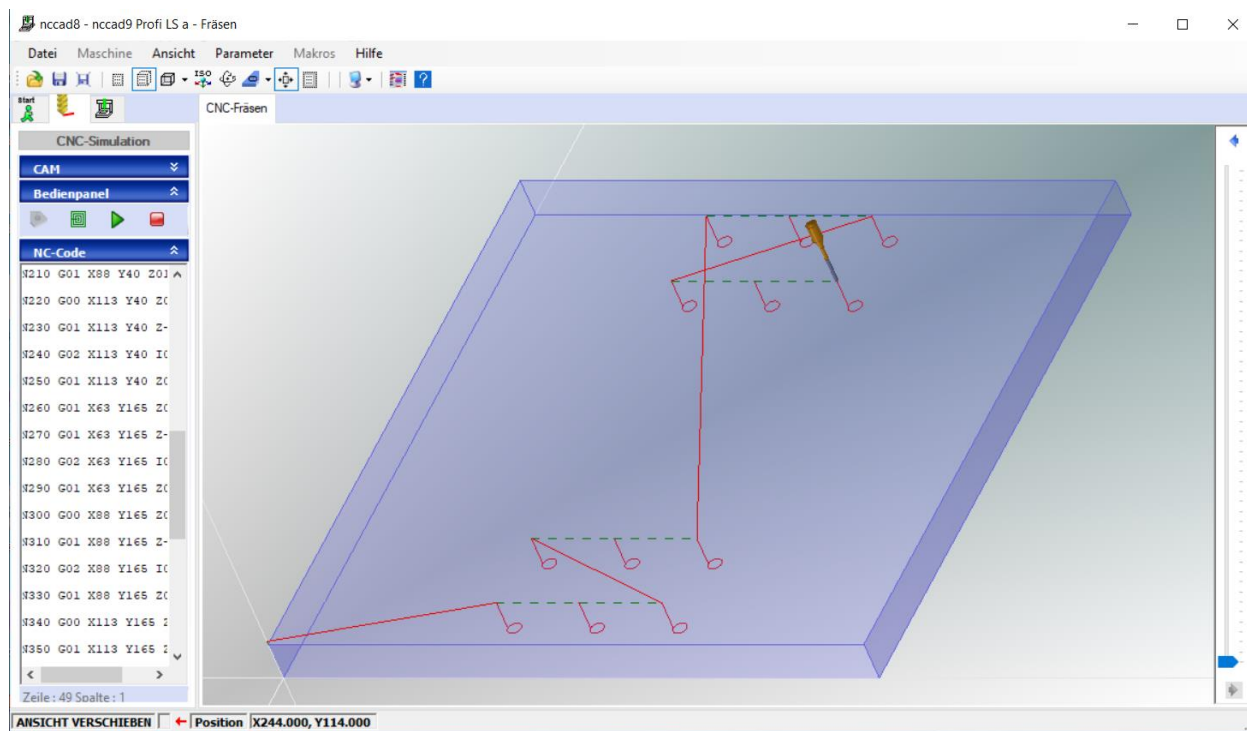 nccad8 - nccad9 Profi LS a - Fräsen
Datei Maschine Ansicht Parameter Makros Hilfe
ISO
Start
CNC-Fräsen
CNC-Simulation
CAM
Bedienpanel
NC-Code
N210 G01 X88 Y40 Z01
N220 G00 X113 Y40 Z0
N230 G01 X113 Y40 Z-
N240 G02 X113 Y40 I0
N250 G01 X113 Y40 Z0
N260 G01 X63 Y165 Z0
N270 G01 X63 Y165 Z-
N280 G02 X63 Y165 I0
N290 G01 X63 Y165 Z0
N300 G00 X88 Y165 Z0
N310 G01 X88 Y165 Z-
N320 G02 X88 Y165 I0
N330 G01 X88 Y165 Z0
N340 G00 X113 Y165
N350 G01 X113 Y165
Zeile : 49 Spalte : 1
ANSICHT VERSCHIEBEN Position X244.000, Y114.000